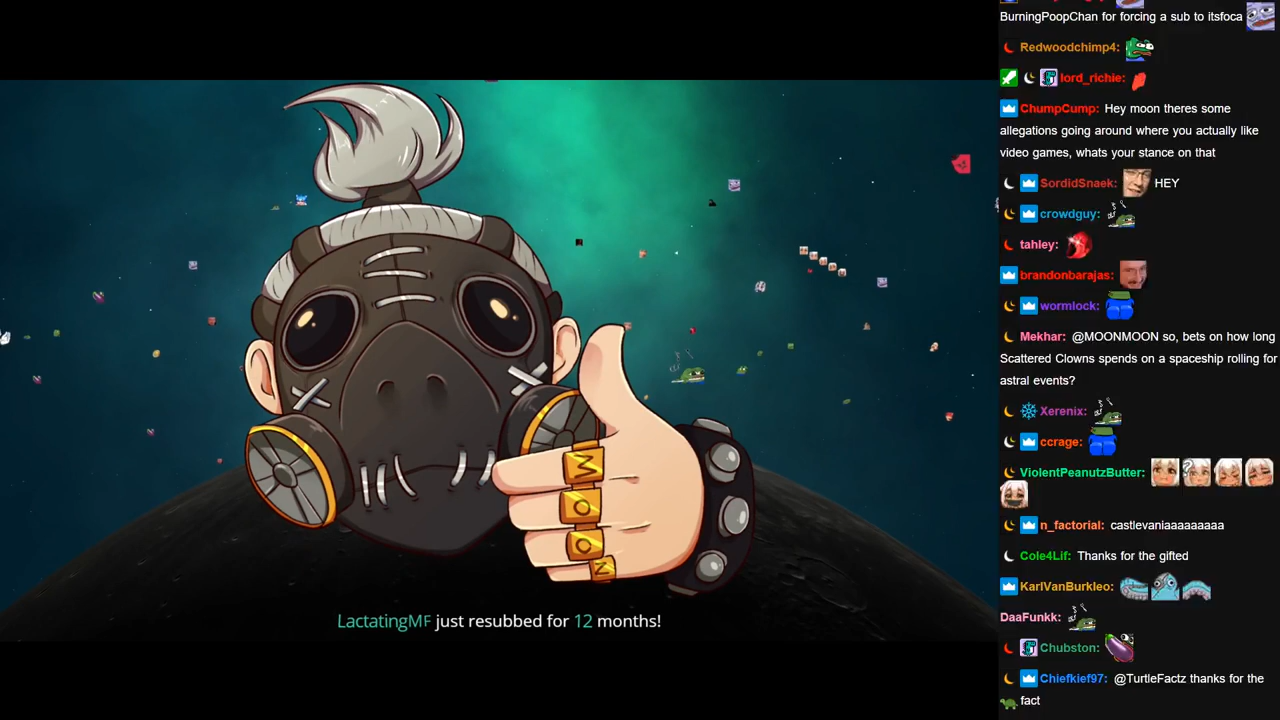 BurningPoopChan for forcing a sub to itsfoca
Redwoodchimp4:
lord_richie:
ChumpCump: Hey moon theres some
allegations going around where you actually like
video games, whats your stance on that
SordidSnaek: HEY
crowdguy:
tahley:
brandonbarajas:
wormlock:
Mekhar: @MOONMOON so, bets on how long
Scattered Clowns spends on a spaceship rolling for
astral events?
Xerenix:
ccrage:
ViolentPeanutzButter:
n_factorial: castlevaniaaaaaaaaa
Cole4Lif: Thanks for the gifted
KarlVanBurkleo:
DaaFunkk:
Chubston:
Chiefkief97: @TurtleFactz thanks for the
fact
M
O
O
N
LactatingMF just resubbed for 12 months!